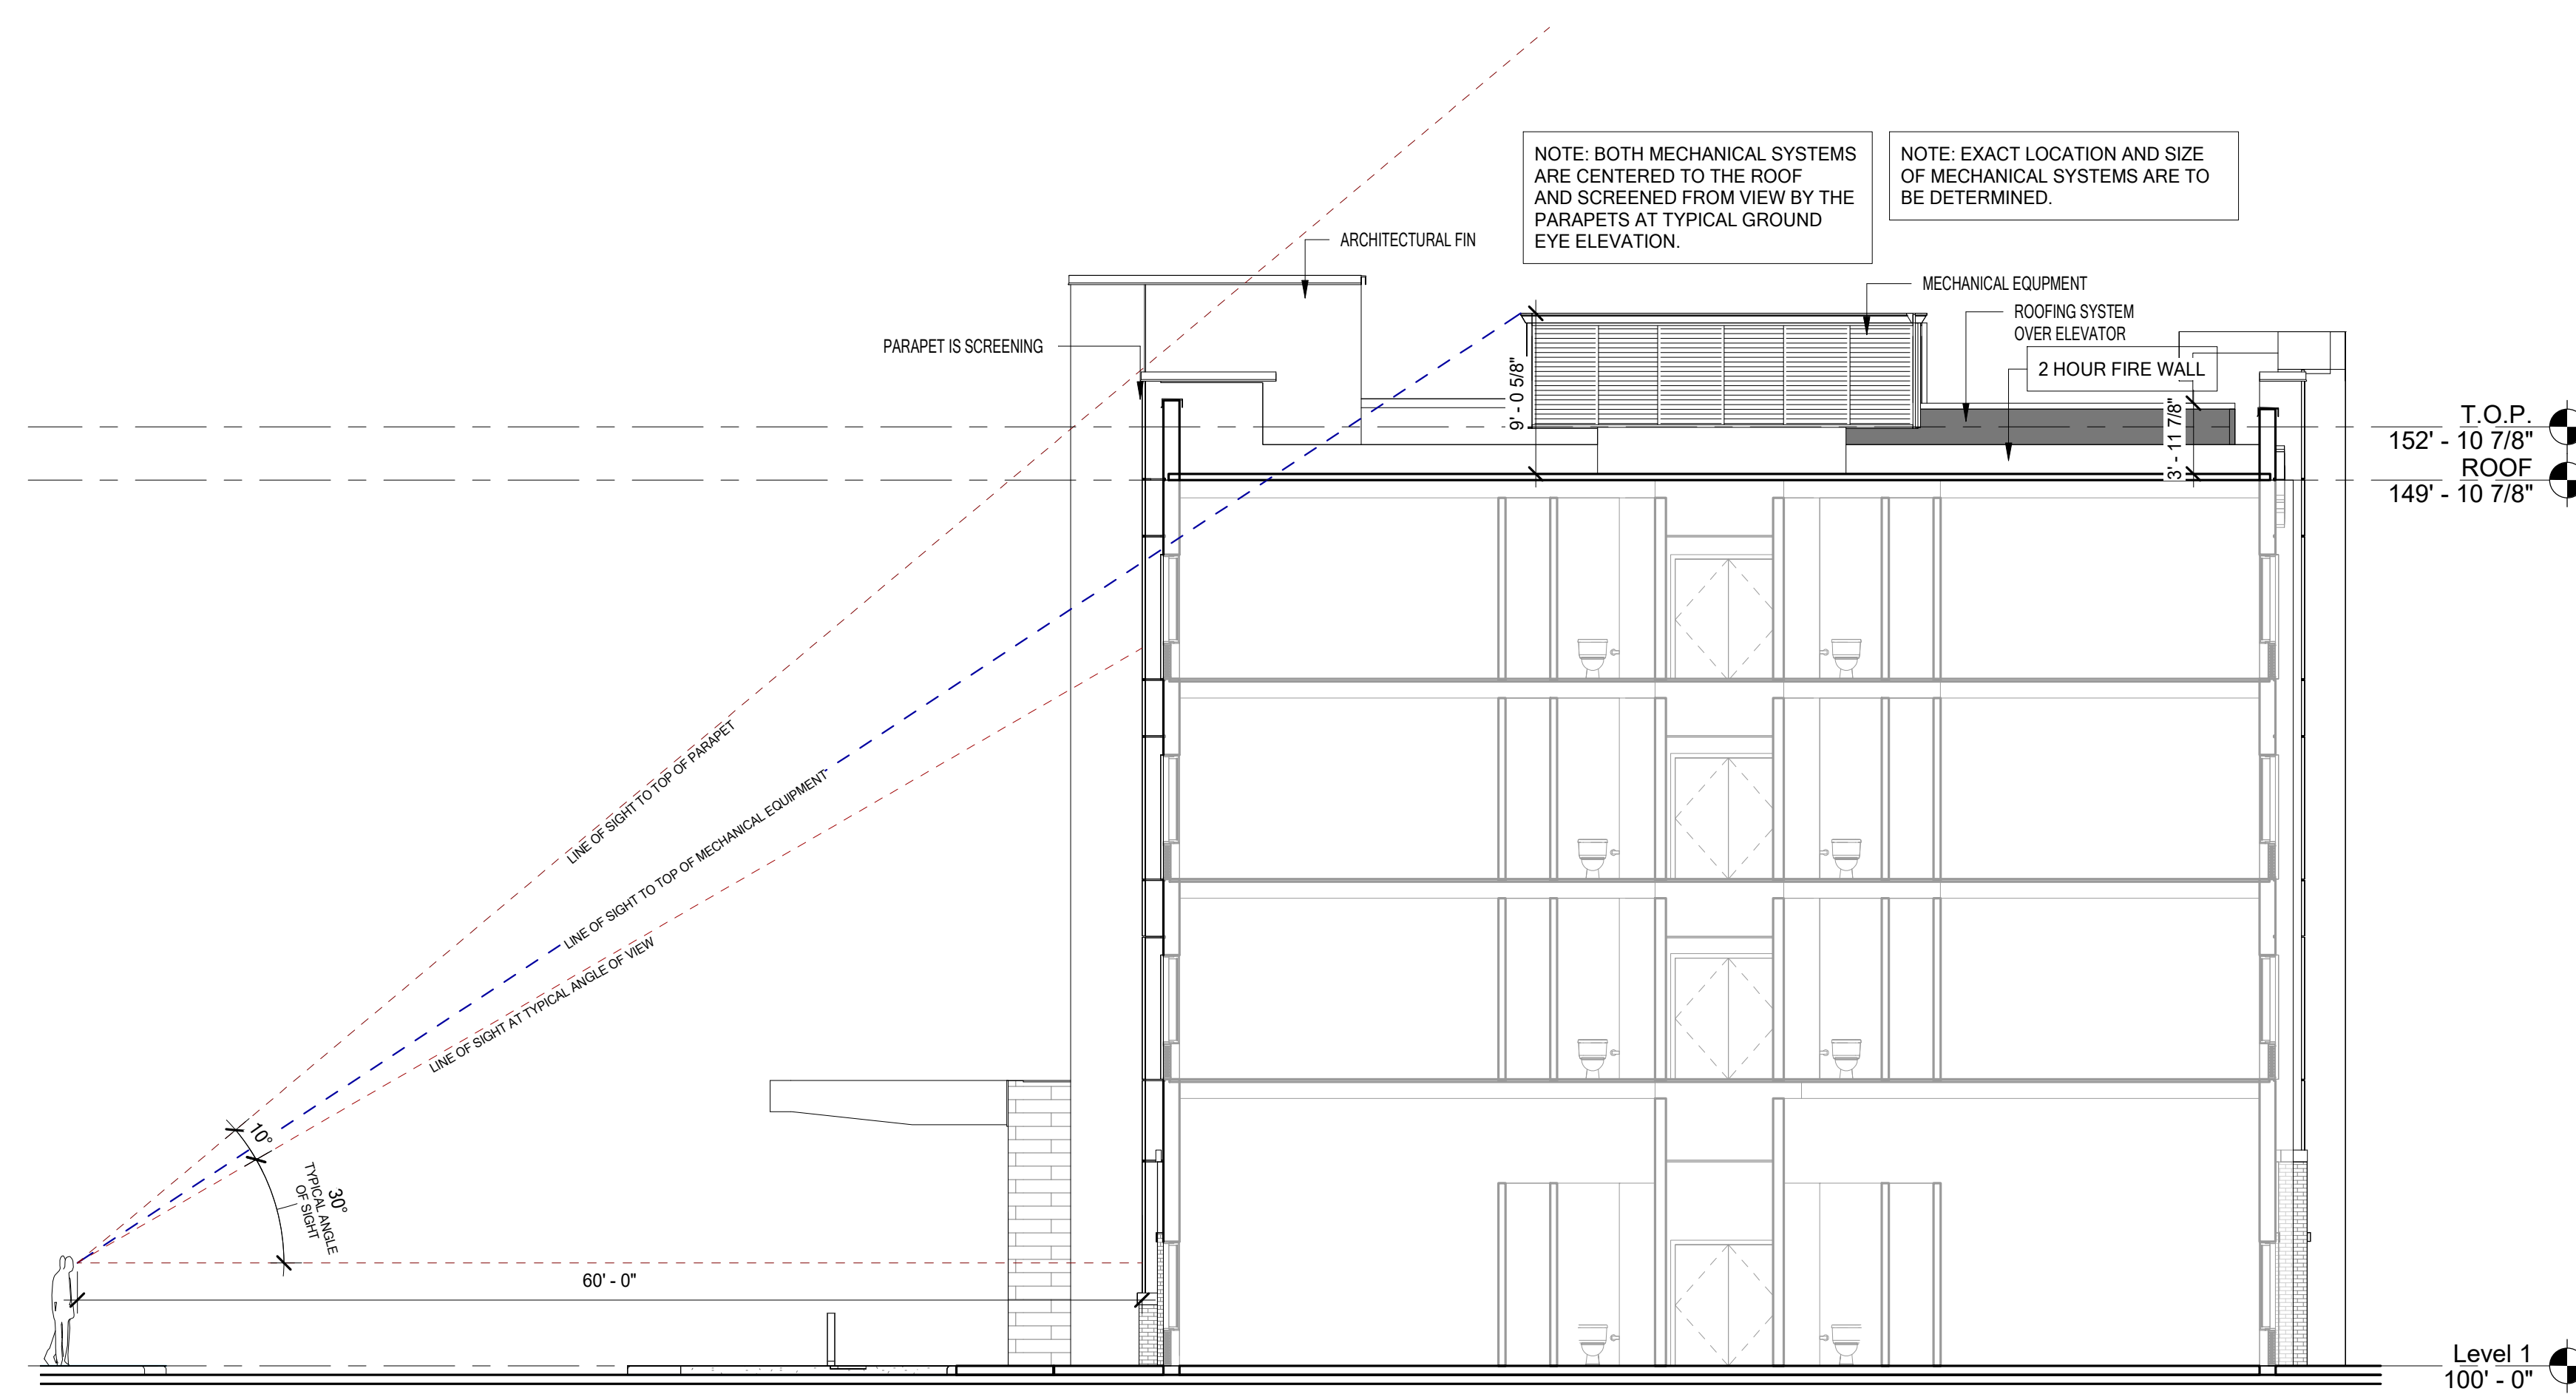 NOTE: BOTH MECHANICAL SYSTEMS
ARE CENTERED TO THE ROOF
AND SCREENED FROM VIEW BY THE
PARAPETS AT TYPICAL GROUND
EYE ELEVATION.
NOTE: EXACT LOCATION AND SIZE
OF MECHANICAL SYSTEMS ARE TO
BE DETERMINED.
ARCHITECTURAL FIN
MECHANICAL EQUPMENT
ROOFING SYSTEM
OVER ELEVATOR
PARAPET IS SCREENING
2 HOUR FIRE WALL
9' - 0 5/8"
3' - 11 7/8"
T.O.P.
152' - 10 7/8"
ROOF
149' - 10 7/8"
LINE OF SIGHT TO TOP OF PARAPET
LINE OF SIGHT TO TOP OF MECHANICAL EQUIPMENT
LINE OF SIGHT AT TYPICAL ANGLE OF VIEW
10°
30°
TYPICAL ANGLE
OF SIGHT
60' - 0"
Level 1
100' - 0"